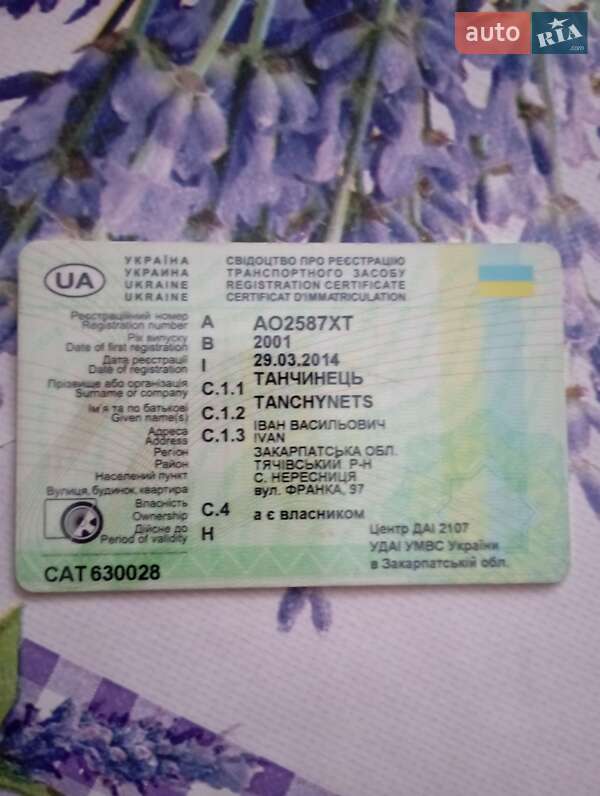 auto RIA.com
UA
УКРАЇНА СВІДОЦТВО ПРО РЕЄСТРАЦІЮ
УКРАИНА ТРАНСПОРТНОГО ЗАСОБУ
UKRAINE REGISTRATION CERTIFICATE
UKRAINE CERTIFICAT D'IMMATRICULATION
Реєстраційний номер
Registration number A AO2587XT
Рік випуску
Date of first registration B 2001
Дата реєстрації
Date of registration I 29.03.2014
Прізвище або організація
Surname or company C.1.1 ТАНЧИНЕЦЬ
TANCHYNETS
Ім'я та по батькові
Given name(s) C.1.2 ІВАН ВАСИЛЬОВИЧ
IVAN
Адреса
Address C.1.3
Регіон ЗАКАРПАТСЬКА ОБЛ.
Район ТЯЧІВСЬКИЙ Р-Н
Населений пункт С. НЕРЕСНИЦЯ
Вулиця, будинок, квартира вул. ФРАНКА, 97
Власність
Ownership C.4 а є власником
Дійсне до
Period of validity H
Центр ДАІ 2107
УДАІ УМВС України
в Закарпатській обл.
CAT 630028